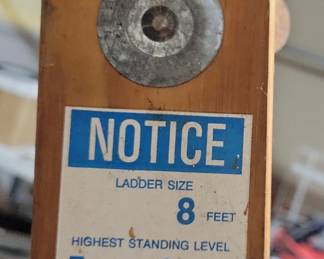 NOTICE
LADDER SIZE
8 FEET
HIGHEST STANDING LEVEL